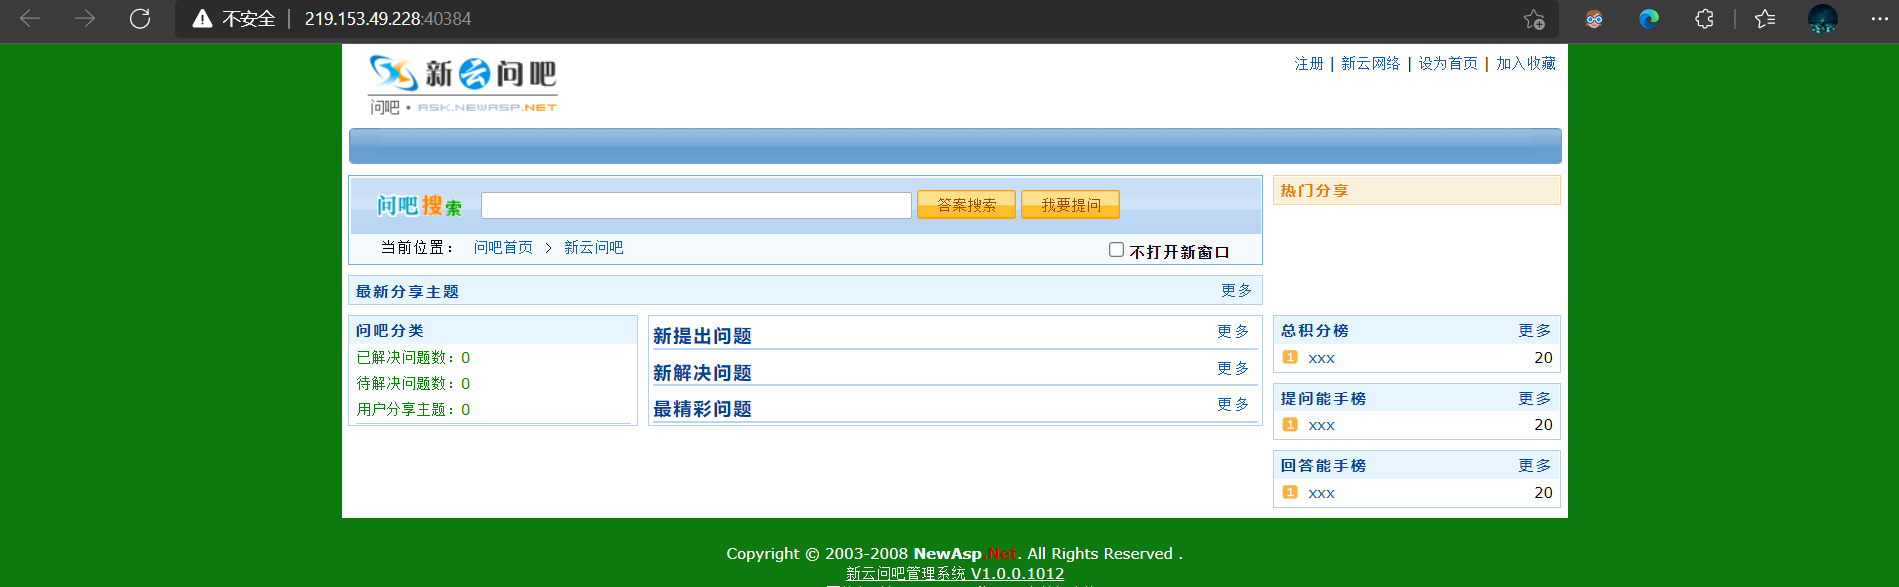 不安全 219.153.49.228:40384
新云问吧
问吧 · ASK.NEWASP.NET
注册 | 新云网络 | 设为首页 | 加入收藏
问吧搜索 答案搜索 我要提问
当前位置： 问吧首页 > 新云问吧 不打开新窗口
热门分享
最新分享主题 更多
问吧分类
已解决问题数：0
待解决问题数：0
用户分享主题：0
新提出问题 更多
新解决问题 更多
最精彩问题 更多
总积分榜 更多
1 xxx 20
提问能手榜 更多
1 xxx 20
回答能手榜 更多
1 xxx 20
Copyright © 2003-2008 NewAsp.Net. All Rights Reserved .
新云问吧管理系统 V1.0.0.1012